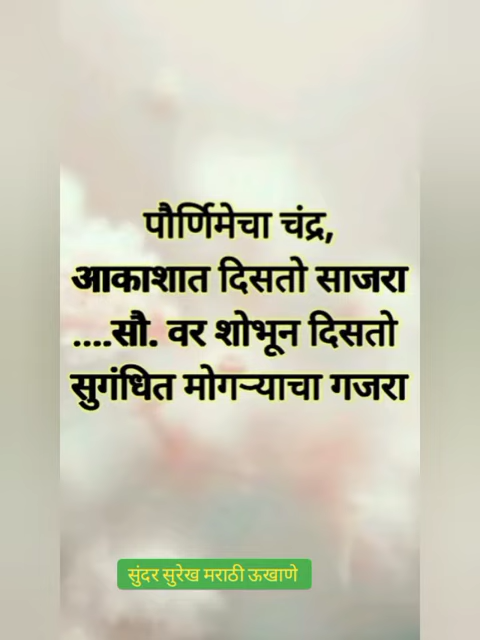 पौर्णिमेचा चंद्र,
आकाशात दिसतो साजरा
....सौ. वर शोभून दिसतो
सुगंधित मोगऱ्याचा गजरा
सुंदर सुरेख मराठी ऊखाणे